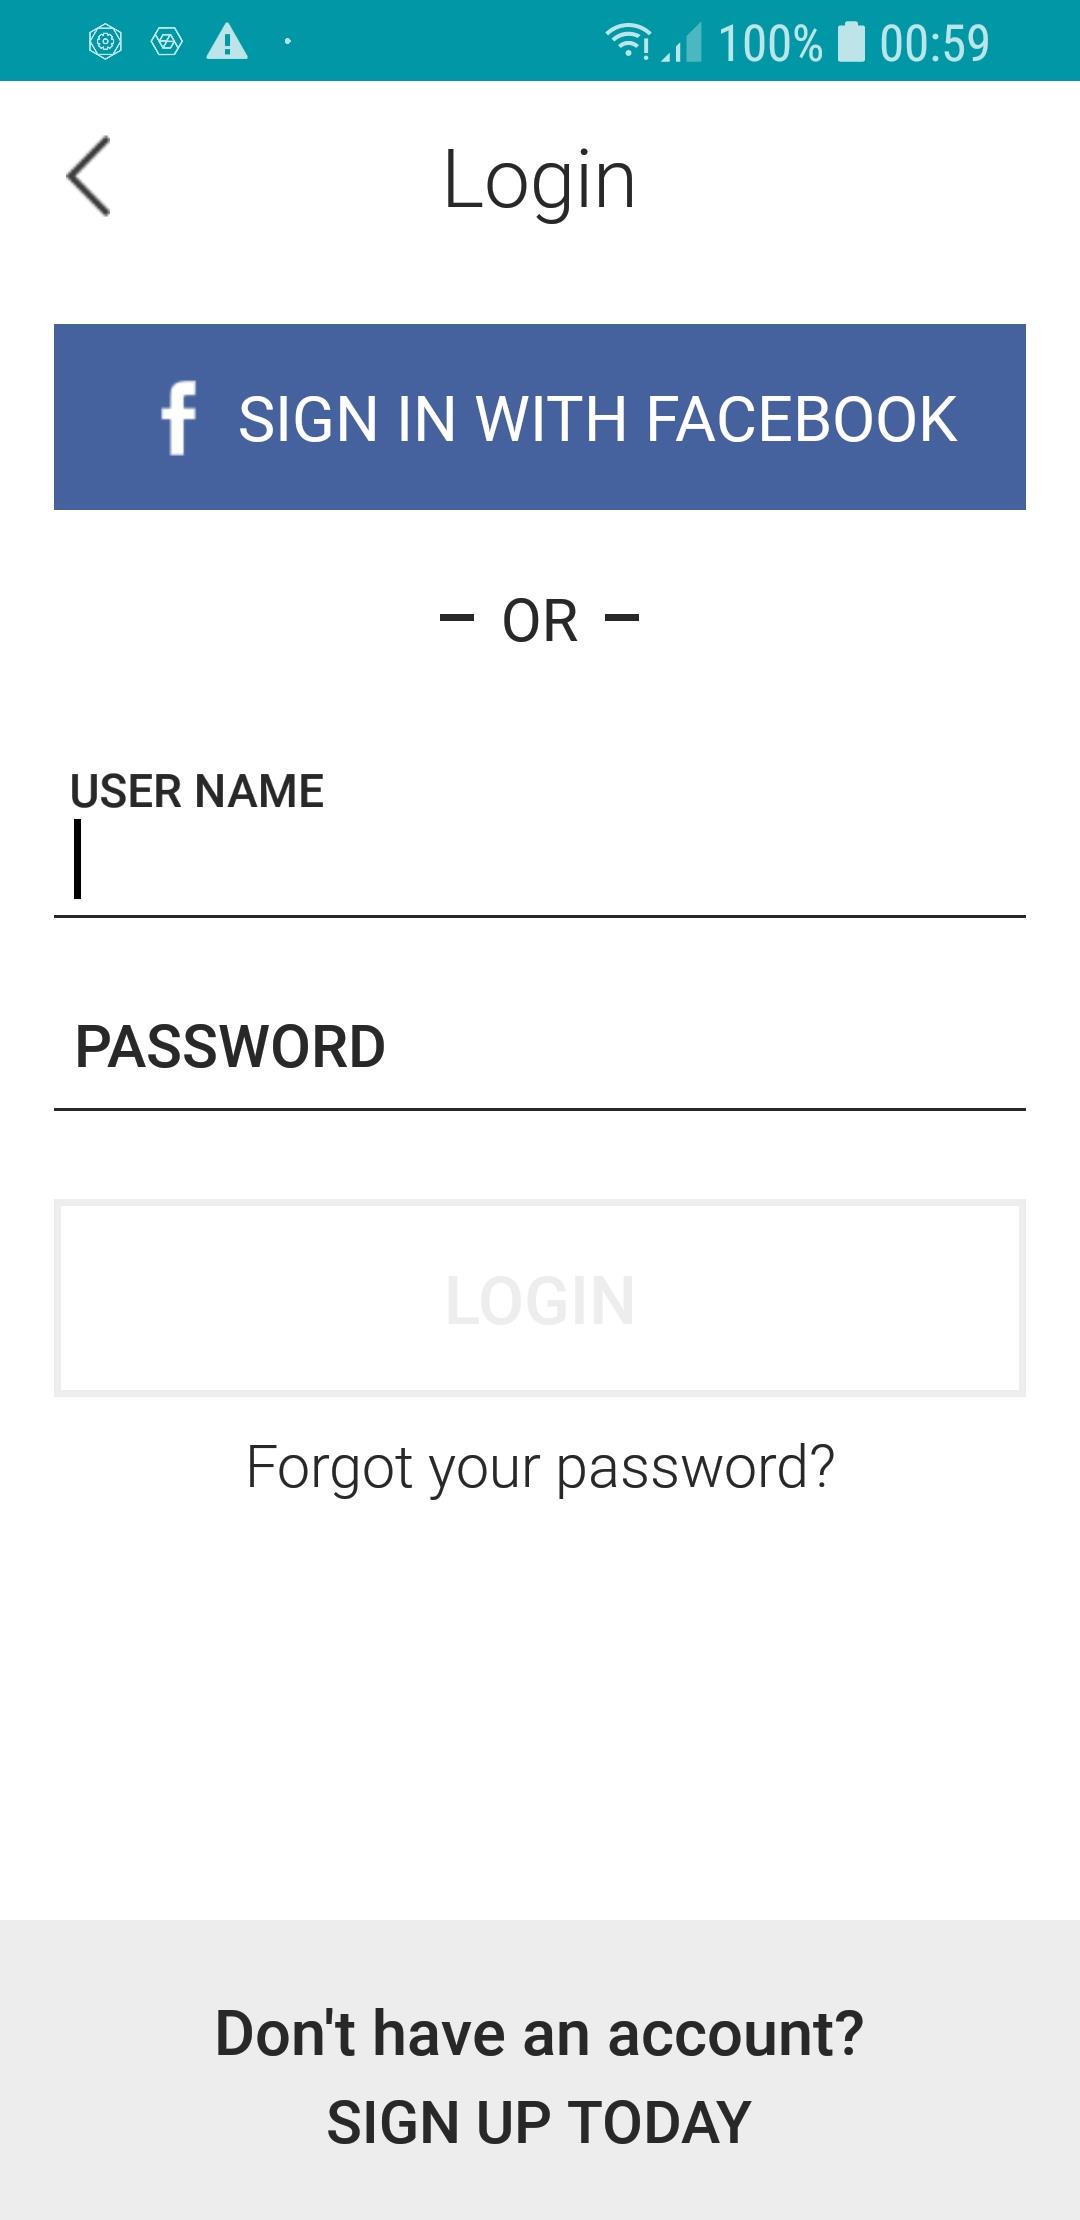 100% 00:59
Login
f SIGN IN WITH FACEBOOK
– OR –
USER NAME
PASSWORD
LOGIN
Forgot your password?
Don't have an account?
SIGN UP TODAY